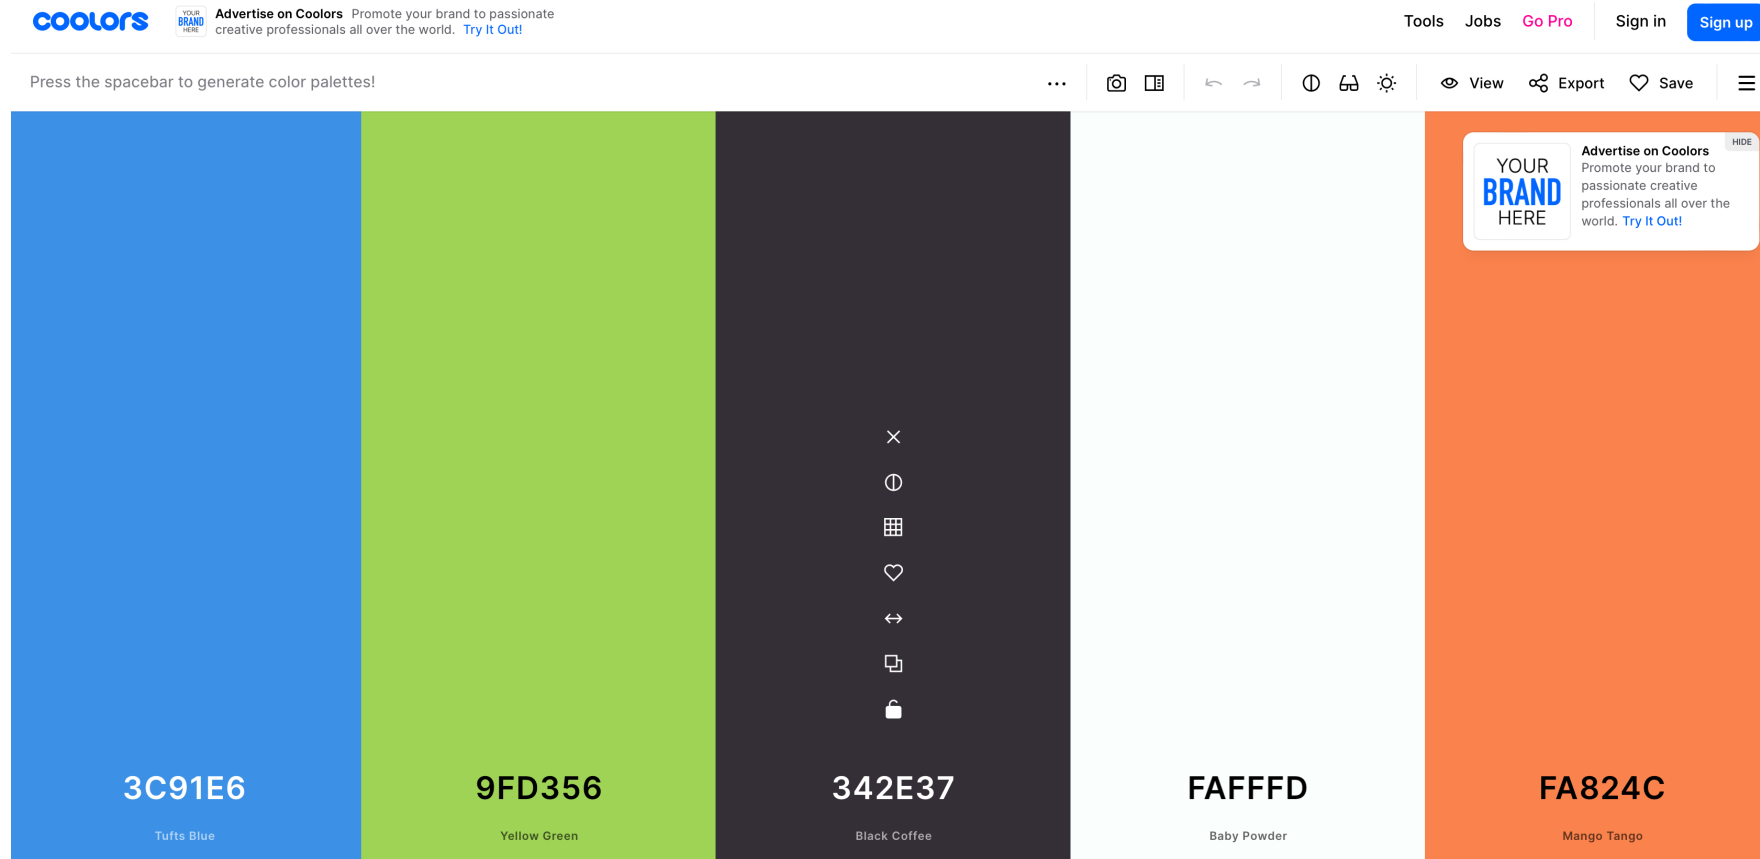 coolors
YOUR
BRAND
HERE
Advertise on Coolors Promote your brand to passionate
creative professionals all over the world. Try It Out!
Tools Jobs Go Pro Sign in Sign up
Press the spacebar to generate color palettes!
View Export Save
HIDE
YOUR
BRAND
HERE
Advertise on Coolors
Promote your brand to
passionate creative
professionals all over the
world. Try It Out!
3C91E6 9FD356 342E37 FAFFFD FA824C
Tufts Blue Yellow Green Black Coffee Baby Powder Mango Tango